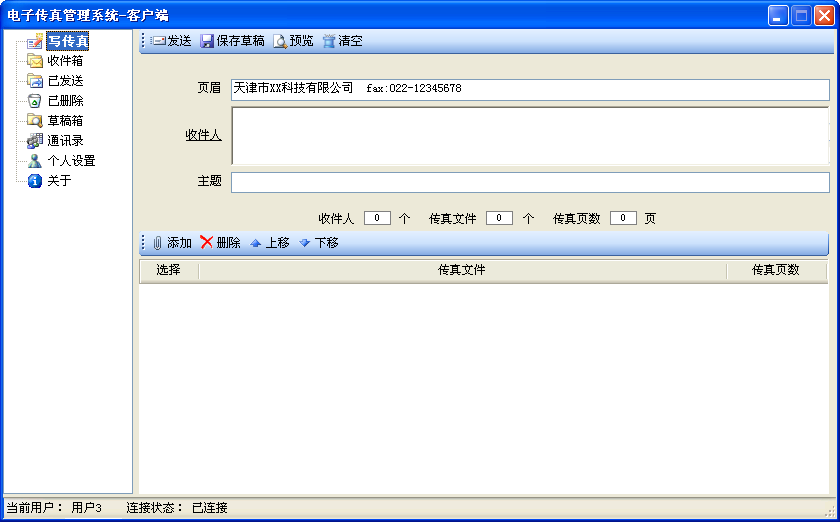 电子传真管理系统-客户端
写传真
收件箱
已发送
已删除
草稿箱
通讯录
个人设置
关于
发送 保存草稿 预览 清空
页眉 天津市XX科技有限公司 fax:022-12345678
收件人
主题
收件人 0 个 传真文件 0 个 传真页数 0 页
添加 删除 上移 下移
选择 传真文件 传真页数
当前用户： 用户3 连接状态： 已连接